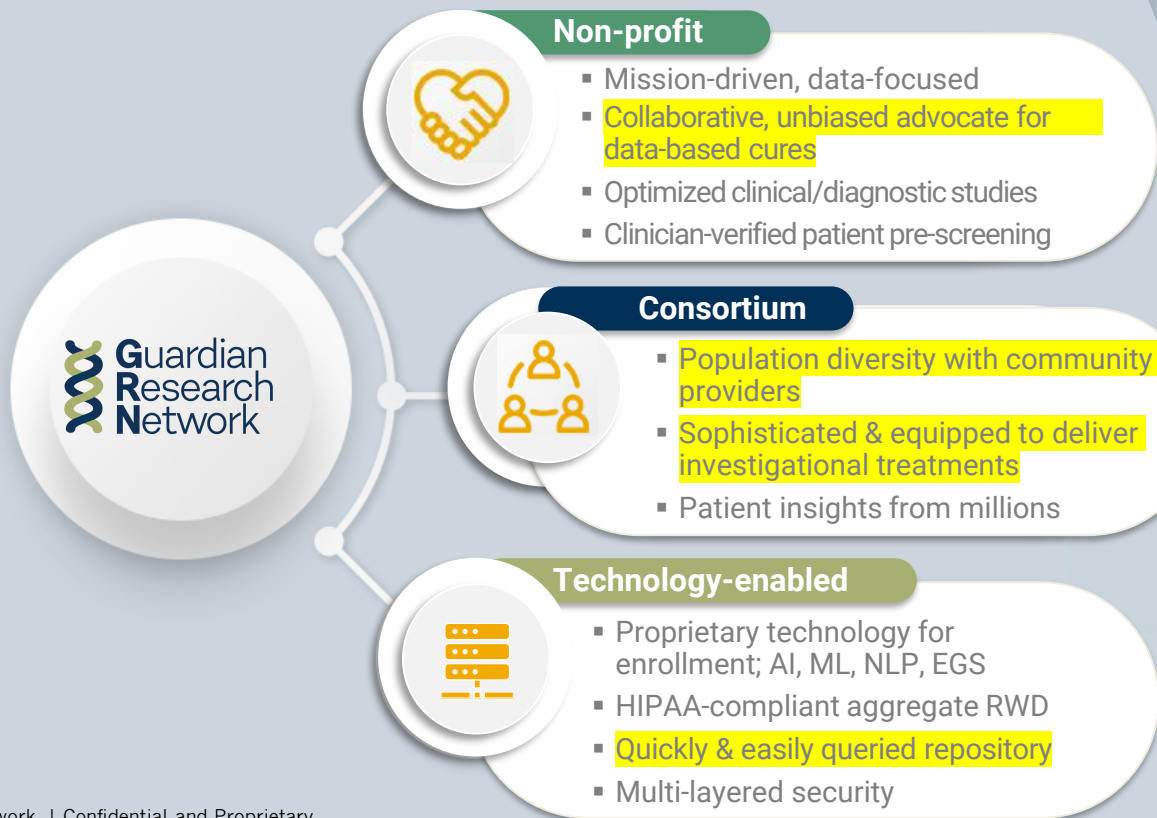 Non-profit
▪ Mission-driven, data-focused
▪ Collaborative, unbiased advocate for
data-based cures
▪ Optimized clinical/diagnostic studies
▪ Clinician-verified patient pre-screening
Guardian
Research
Network
Consortium
▪ Population diversity with community
providers
▪ Sophisticated & equipped to deliver
investigational treatments
▪ Patient insights from millions
Technology-enabled
▪ Proprietary technology for
enrollment; AI, ML, NLP, EGS
▪ HIPAA-compliant aggregate RWD
▪ Quickly & easily queried repository
▪ Multi-layered security
work | Confidential and Proprietary